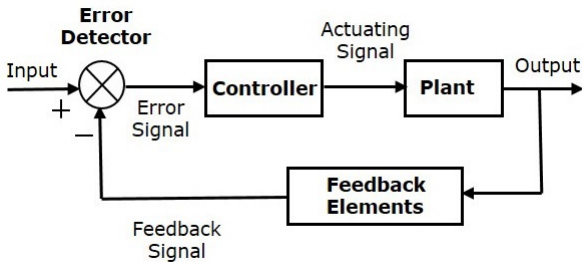 Error
Detector
Input
+
−
Error
Signal
Controller
Actuating
Signal
Plant
Output
Feedback
Elements
Feedback
Signal